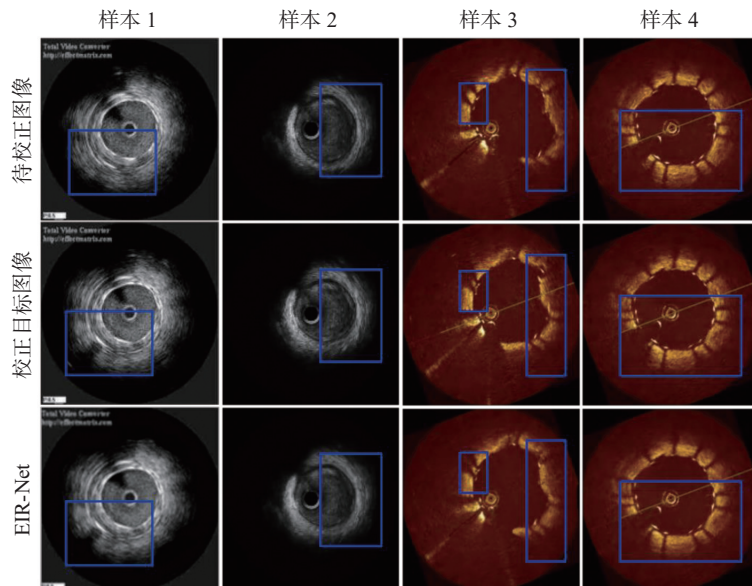 样本 1 样本 2 样本 3 样本 4
待校正图像
Total Video Converter
http://effectmatrix.com
校正目标图像
Total Video Converter
http://effectmatrix.com
EIR-Net
Total Video Converter
http://effectmatrix.com